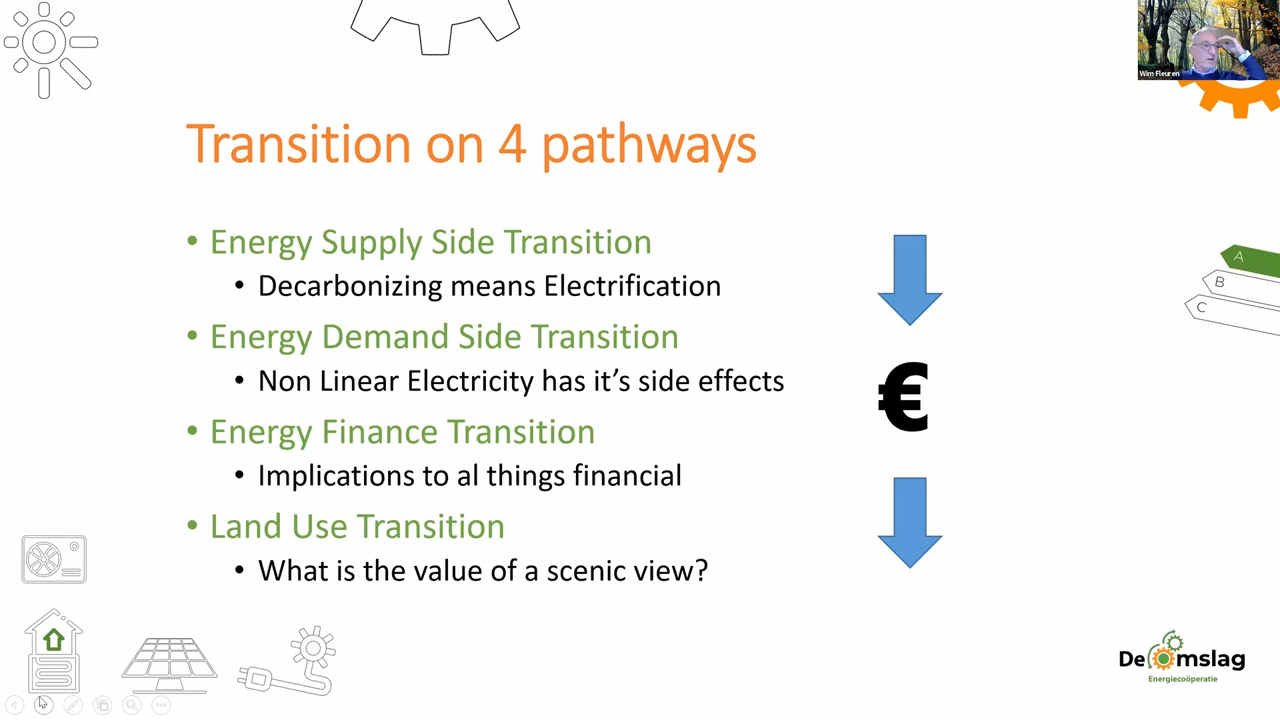 Wim Fleuren
Transition on 4 pathways
• Energy Supply Side Transition
• Decarbonizing means Electrification
• Energy Demand Side Transition
• Non Linear Electricity has it’s side effects
• Energy Finance Transition
• Implications to al things financial
• Land Use Transition
• What is the value of a scenic view?
€
A
B
C
De Omslag
Energiecoöperatie